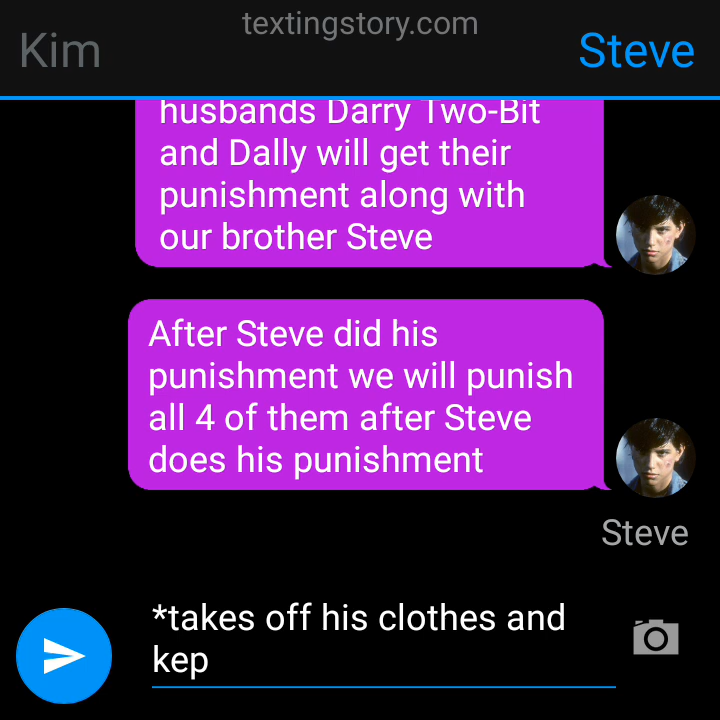 textingstory.com
Kim
Steve
husbands Darry Two-Bit
and Dally will get their
punishment along with
our brother Steve
After Steve did his
punishment we will punish
all 4 of them after Steve
does his punishment
Steve
*takes off his clothes and
kep